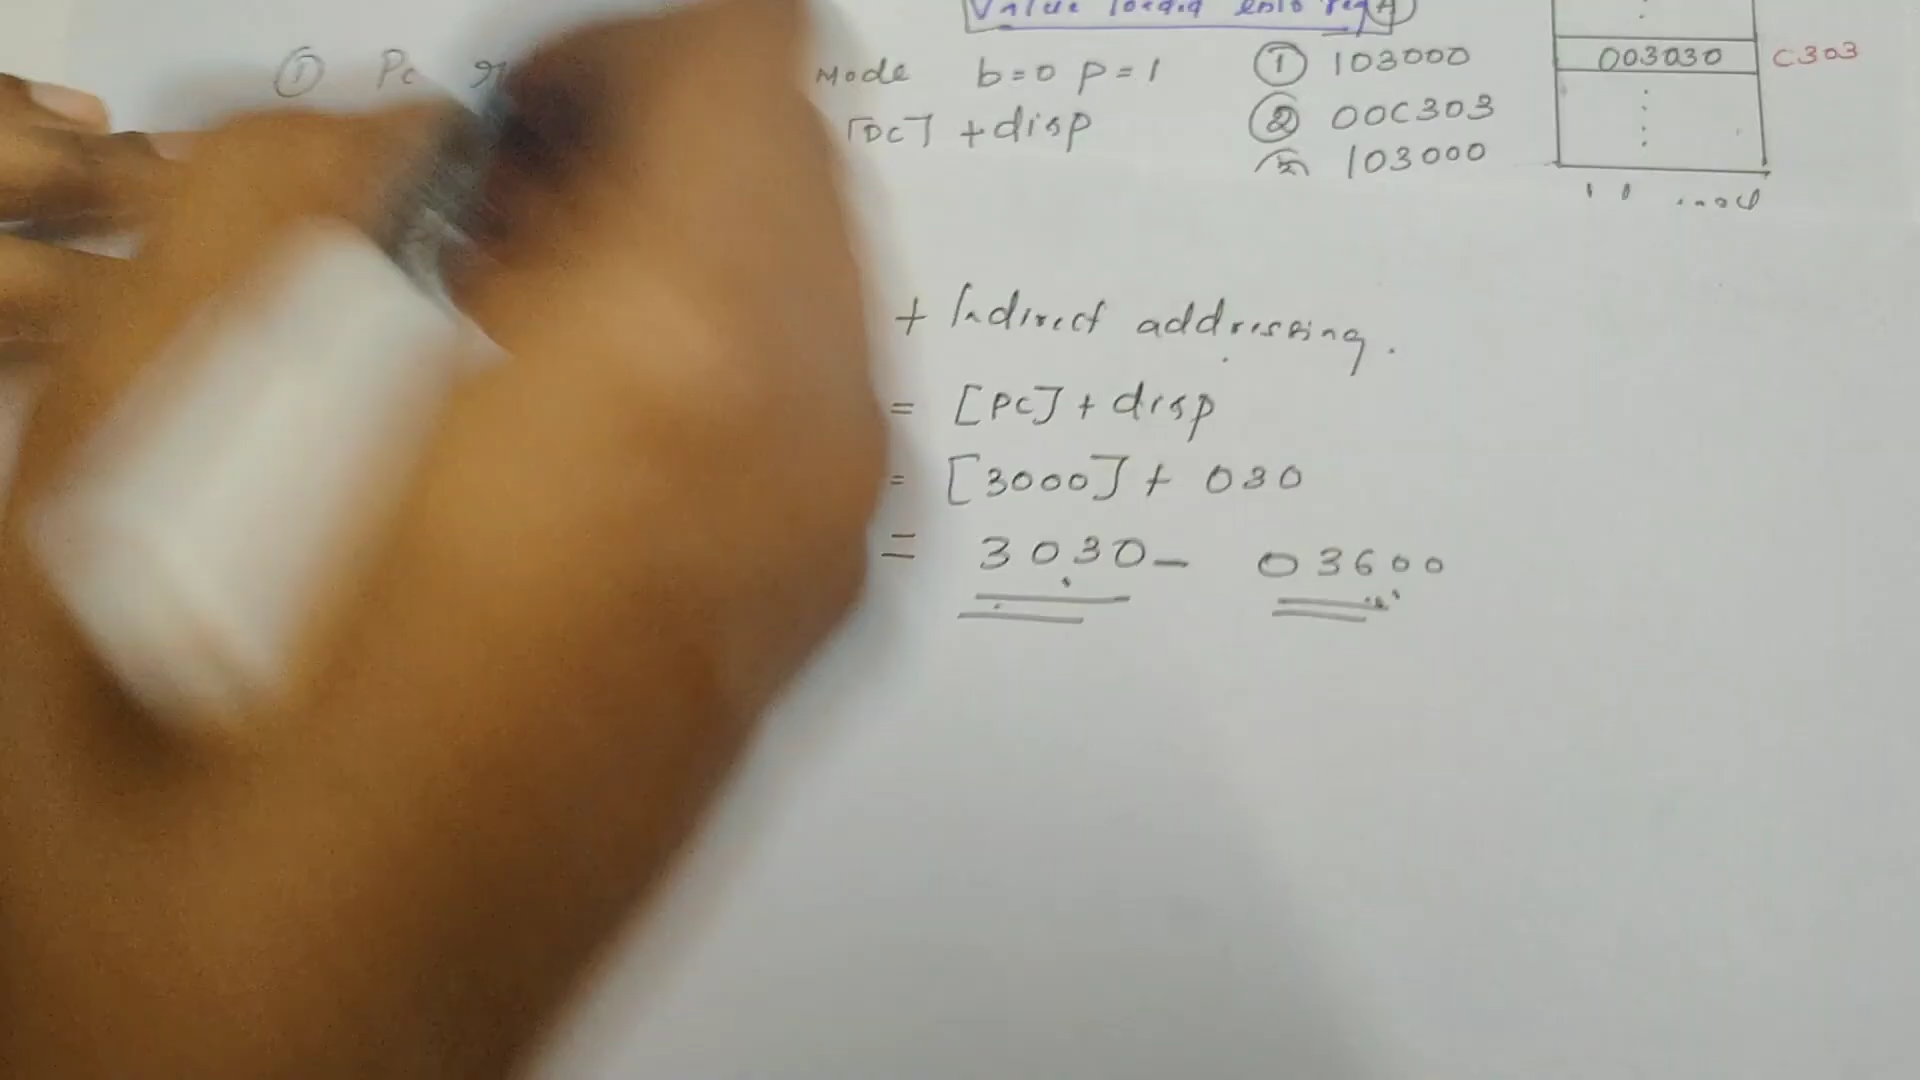 Value loaded into reg A
① Pc Mode b=0 p=1
[PC] + disp
① 103000
② 00C303
103000
003030 C303
+ Indirect addressing.
= [PC] + disp
= [3000] + 030
= 3030 - 03600